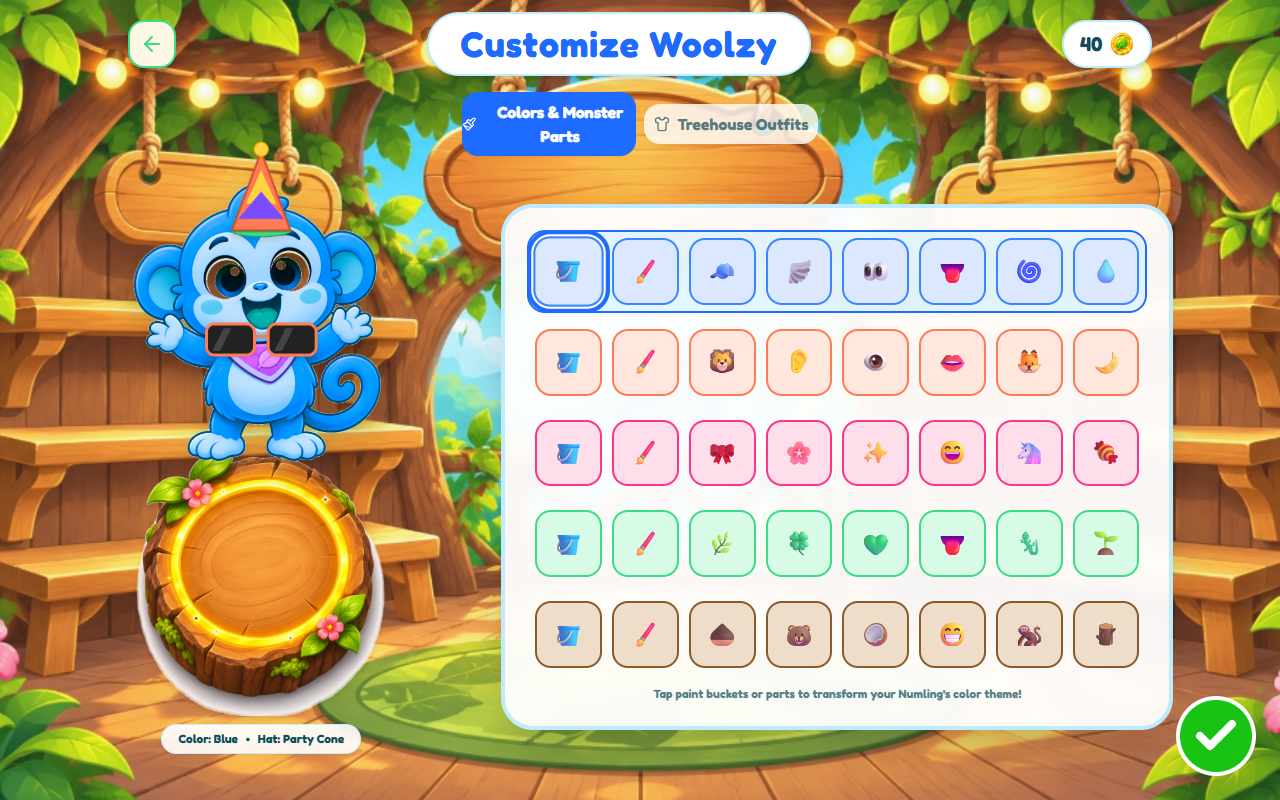 Customize Woolzy
40
Colors & Monster
Parts
Treehouse Outfits
Tap paint buckets or parts to transform your Numling's color theme!
Color: Blue • Hat: Party Cone